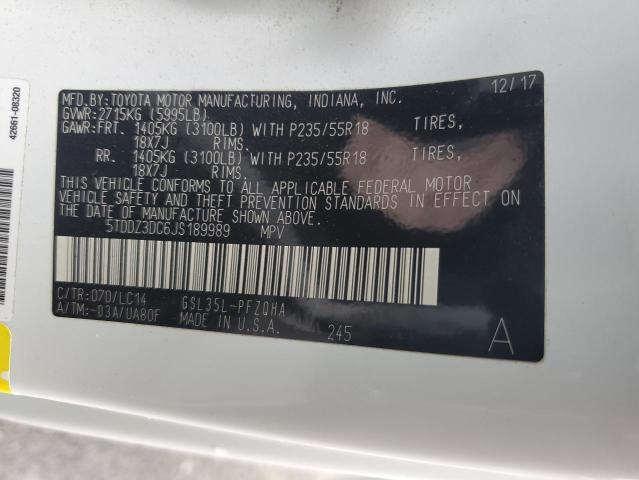 42661-08320
MFD.BY:TOYOTA MOTOR MANUFACTURING, INDIANA, INC. 12/17
GVWR:2715KG (5995LB)
GAWR:FRT. 1405KG (3100LB) WITH P235/55R18 TIRES,
18X7J RIMS.
RR. 1405KG (3100LB) WITH P235/55R18 TIRES,
18X7J RIMS.
THIS VEHICLE CONFORMS TO ALL APPLICABLE FEDERAL MOTOR
VEHICLE SAFETY AND THEFT PREVENTION STANDARDS IN EFFECT ON
THE DATE OF MANUFACTURE SHOWN ABOVE.
5TDDZ3DC6JS189989 MPV
C/TR:070/LC14 GSL35L-PFZQHA
A/TM:-03A/UA80F MADE IN U.S.A. 245 A